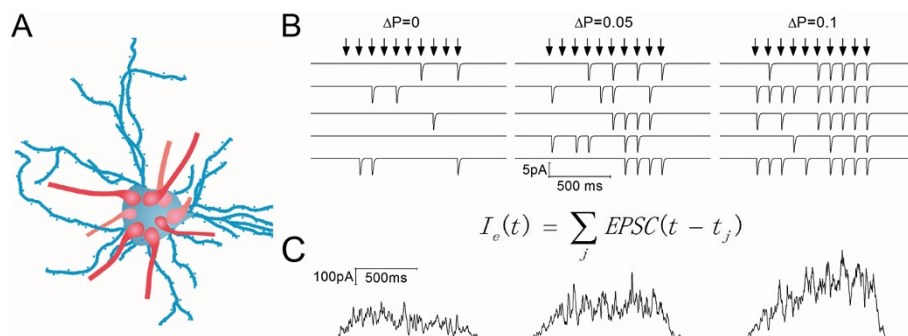 A
B
ΔP=0
ΔP=0.05
ΔP=0.1
5pA
500 ms
I_e(t) = ∑_j EPSC(t − t_j)
C
100pA
500ms